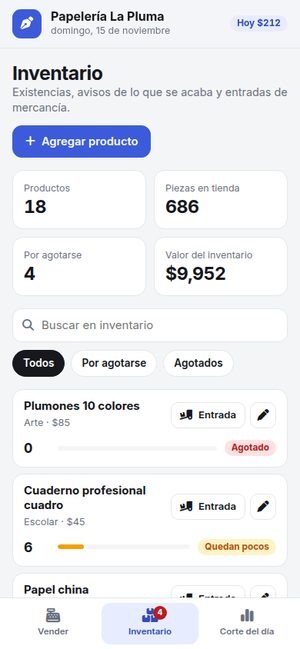 Papelería La Pluma
domingo, 15 de noviembre
Hoy $212
Inventario
Existencias, avisos de lo que se acaba y entradas de
mercancía.
+ Agregar producto
Productos
18
Piezas en tienda
686
Por agotarse
4
Valor del inventario
$9,952
Buscar en inventario
Todos
Por agotarse
Agotados
Plumones 10 colores
Arte · $85
Entrada
0
Agotado
Cuaderno profesional
cuadro
Escolar · $45
Entrada
6
Quedan pocos
Papel china
Entrada
Vender
4
Inventario
Corte del día